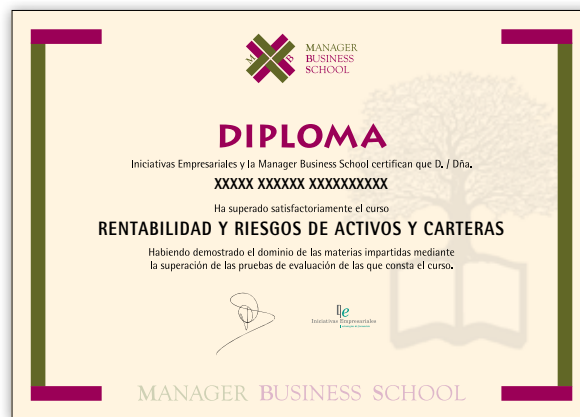 M B
MANAGER
BUSINESS
SCHOOL
DIPLOMA
Iniciativas Empresariales y la Manager Business School certifican que D. / Dña.
XXXXX XXXXXX XXXXXXXXXX
Ha superado satisfactoriamente el curso
RENTABILIDAD Y RIESGOS DE ACTIVOS Y CARTERAS
Habiendo demostrado el dominio de las materias impartidas mediante
la superación de las pruebas de evaluación de las que consta el curso.
Iniciativas Empresariales
MANAGER BUSINESS SCHOOL